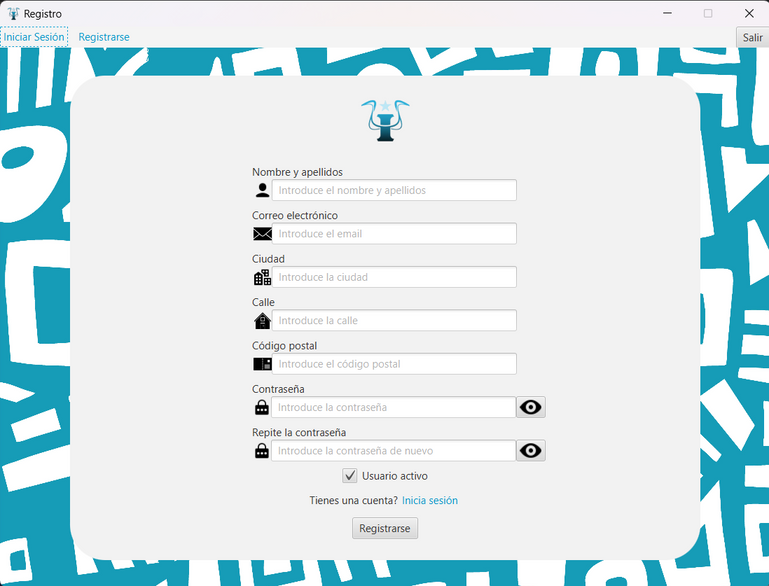 Registro
Iniciar Sesión Registrarse Salir
Nombre y apellidos
Introduce el nombre y apellidos
Correo electrónico
Introduce el email
Ciudad
Introduce la ciudad
Calle
Introduce la calle
Código postal
Introduce el código postal
Contraseña
Introduce la contraseña
Repite la contraseña
Introduce la contraseña de nuevo
Usuario activo
Tienes una cuenta? Inicia sesión
Registrarse